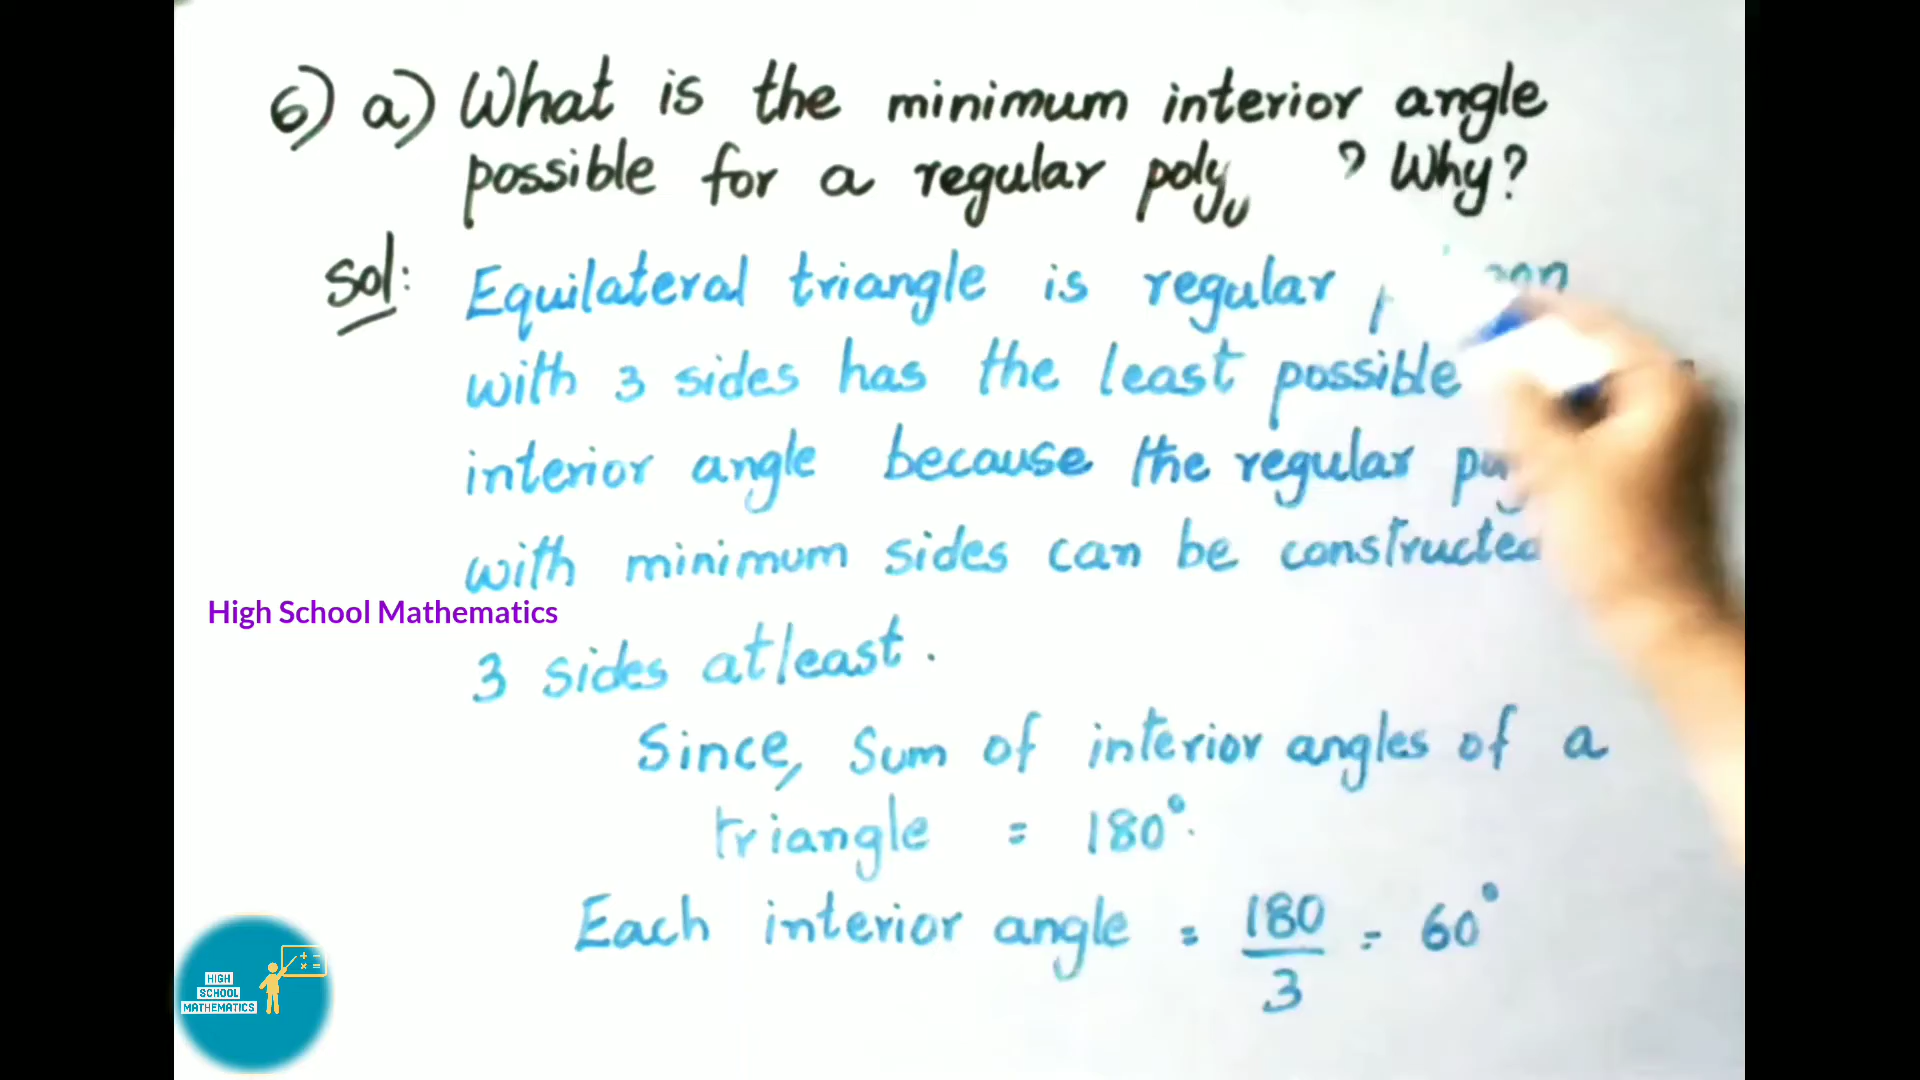 6) a) What is the minimum interior angle
possible for a regular poly ? Why?
Sol: Equilateral triangle is regular
with 3 sides has the least possible
interior angle because the regular
with minimum sides can be constructed
High School Mathematics
3 sides atleast.
Since, Sum of interior angles of a
triangle = 180°.
Each interior angle = 180/3 = 60°
HIGH
SCHOOL
MATHEMATICS